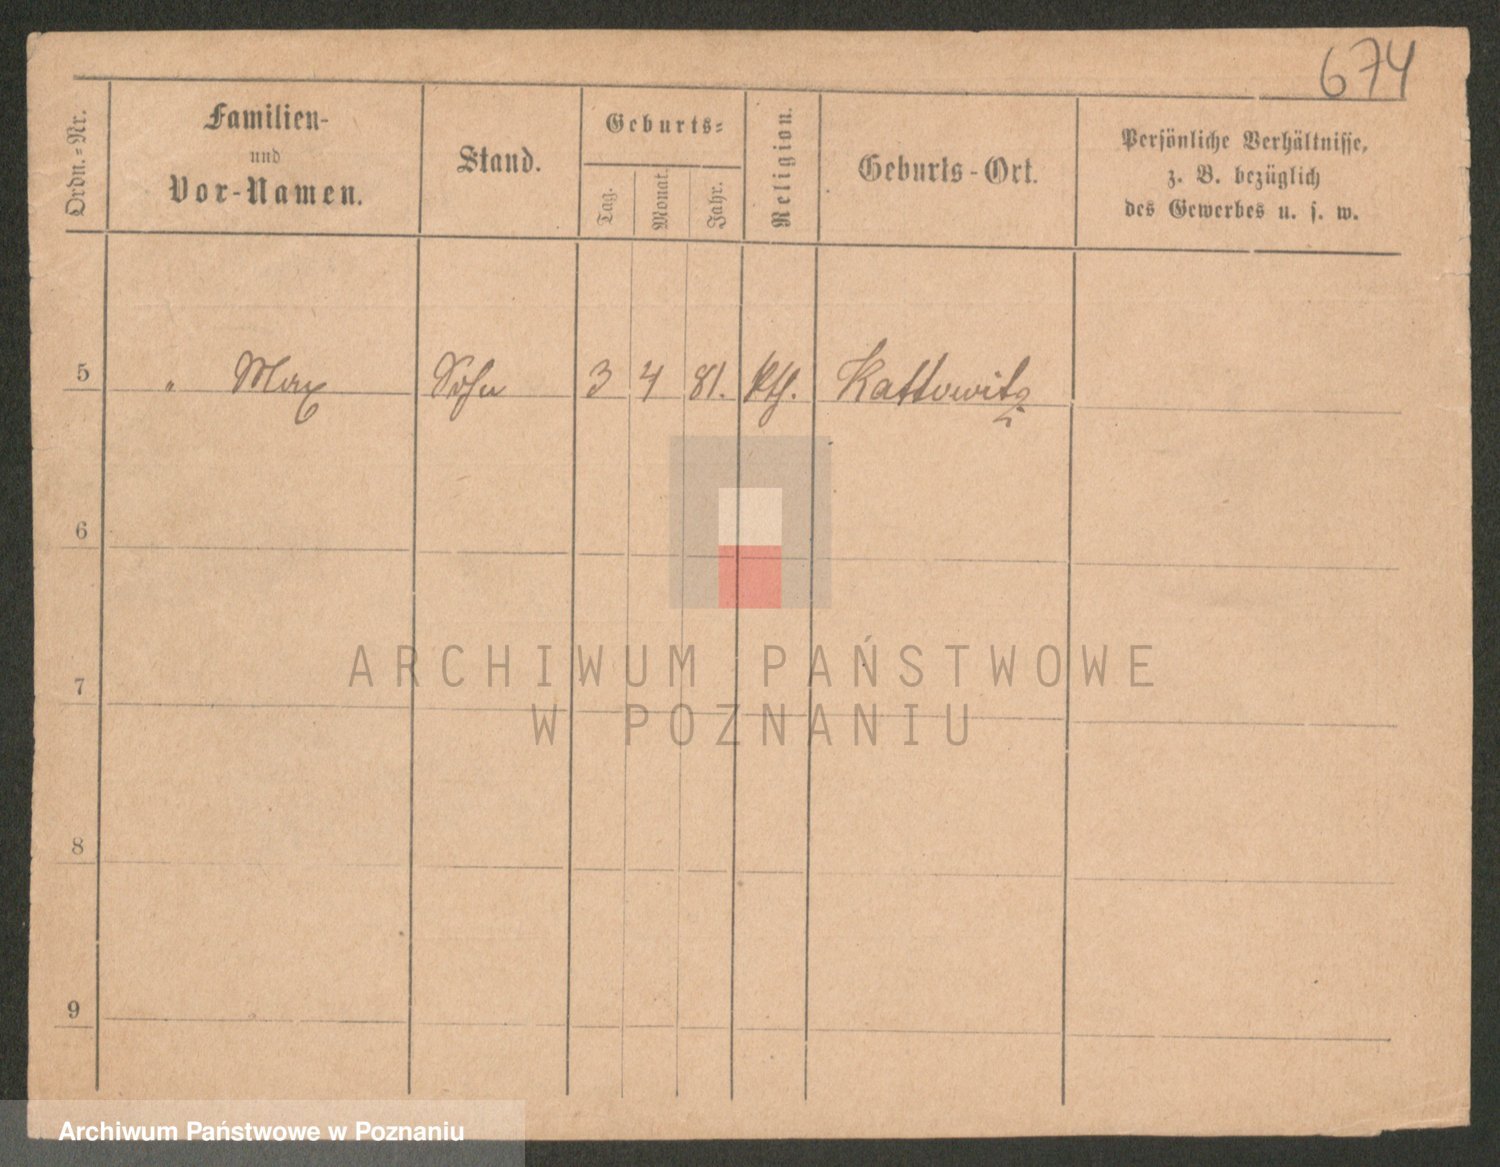 674
Ordn.-Nr.
Familien-
und
Vor-Namen.
Stand.
Geburts-
Tag.
Monat.
Jahr.
Religion.
Geburts-Ort.
Persönliche Verhältnisse,
z. B. bezüglich
des Gewerbes u. s. w.
5 " Max Sohn 3 4 81. kth. Kattowitz
6
7
8
9
ARCHIWUM PAŃSTWOWE
W POZNANIU
Archiwum Państwowe w Poznaniu